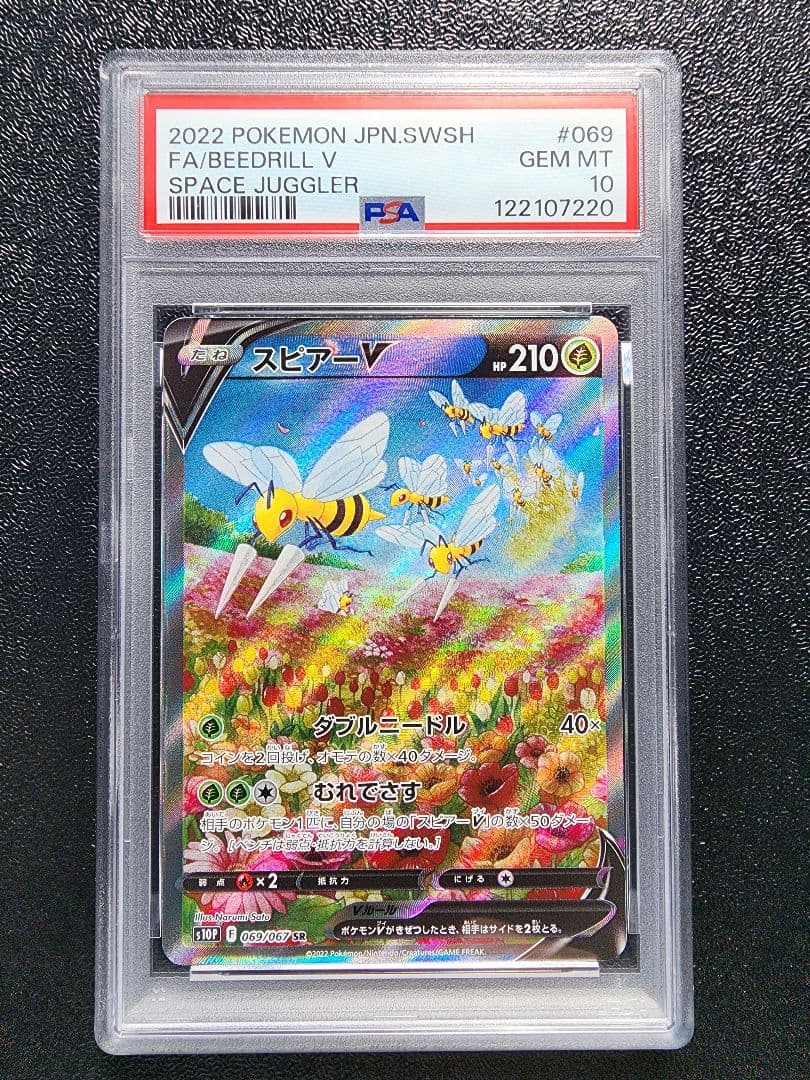 2022 POKEMON JPN.SWSH #069
FA/BEEDRILL V GEM MT
SPACE JUGGLER 10
PSA 122107220
たね スピアーV HP210
ダブルニードル 40×
コインを2回投げ、オモテの数×40ダメージ。
むれでさす
相手のポケモン1匹に、自分の場の「スピアーV」の数×50ダメー
ジ。[ベンチは弱点・抵抗力を計算しない。]
弱点 ×2 抵抗力 にげる
Illus. Narumi Sato
Vルール
s10P F 069/067 SR ポケモンVがきぜつしたとき、相手はサイドを2枚とる。
©2022 Pokémon/Nintendo/Creatures/GAME FREAK.